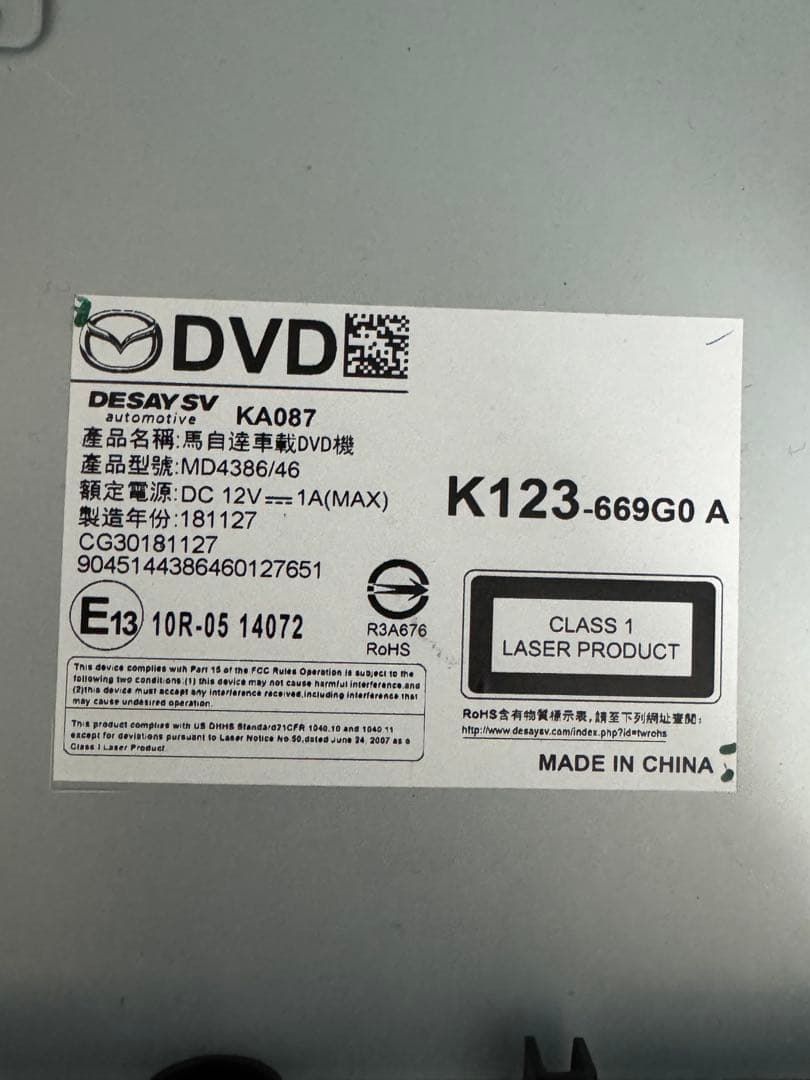 DVD
DESAY SV
automotive KA087
產品名稱:馬自達車載DVD機
產品型號:MD4386/46
額定電源:DC 12V⎓1A(MAX)
製造年份:181127
CG30181127
9045144386460127651
K123-669G0 A
E13 10R-05 14072
R3A676
RoHS
CLASS 1
LASER PRODUCT
This device complies with Part 15 of the FCC Rules Operation is subject to the
following two conditions:(1) this device may not cause harmful interference,and
(2)this device must accept any interference received,including interference that
may cause undesired operation.
This product complies with US DHHS Standard21CFR 1040.10 and 1040.11
except for deviations pursuant to Laser Notice No.50,dated June 24, 2007 as a
Class I Laser Product.
RoHS含有物質標示表,請至下列網址查閱:
http://www.desaysv.com/index.php?id=twrohs
MADE IN CHINA